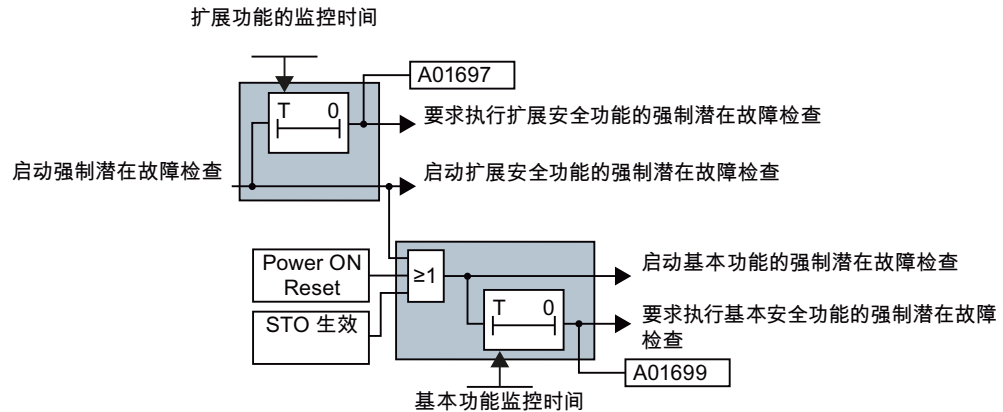 扩展功能的监控时间
A01697
T 0
要求执行扩展安全功能的强制潜在故障检查
启动强制潜在故障检查
启动扩展安全功能的强制潜在故障检查
Power ON
Reset
≥1
启动基本功能的强制潜在故障检查
T 0
要求执行基本安全功能的强制潜在故障
检查
STO 生效
A01699
基本功能监控时间